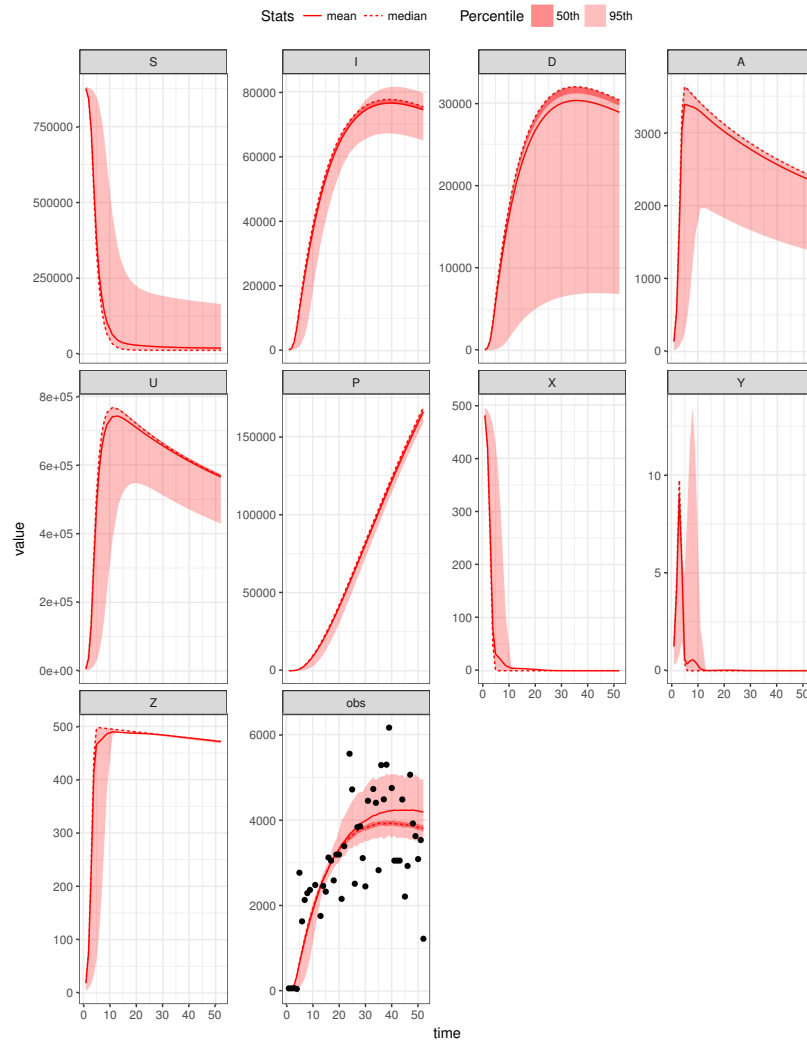 Stats mean median Percentile 50th 95th
S I D A
750000 500000 250000 0
80000 60000 40000 20000 0
30000 20000 10000 0
3000 2000 1000 0
U P X Y
8e+05 6e+05 4e+05 2e+05 0e+00
150000 100000 50000 0
500 400 300 200 100 0
10 5 0
0 10 20 30 40 50
0 10 20 30 40 50
Z obs
500 400 300 200 100 0
6000 4000 2000 0
0 10 20 30 40 50
0 10 20 30 40 50
value
time